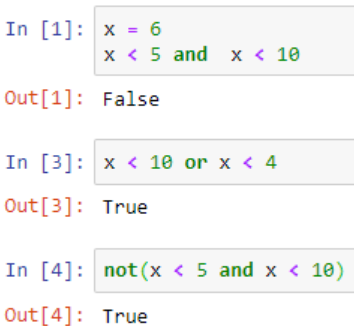 In [1]: x = 6
x < 5 and  x < 10
Out[1]: False
In [3]: x < 10 or x < 4
Out[3]: True
In [4]: not(x < 5 and x < 10)
Out[4]: True